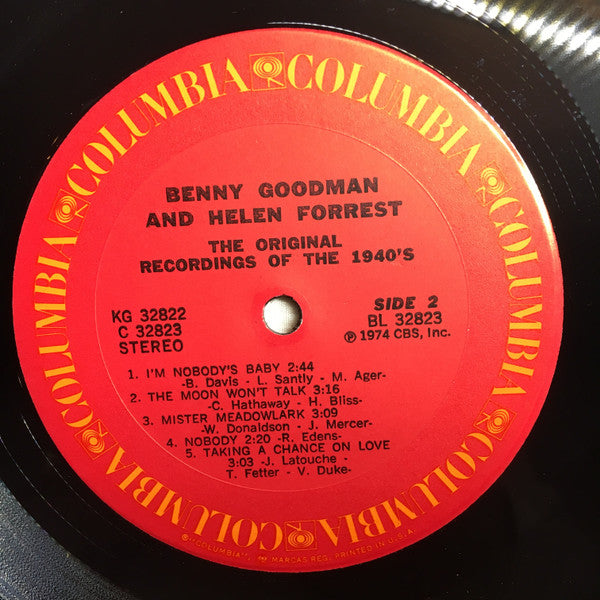 COLUMBIA COLUMBIA COLUMBIA COLUMBIA COLUMBIA COLUMBIA
BENNY GOODMAN
AND HELEN FORREST
THE ORIGINAL
RECORDINGS OF THE 1940'S
KG 32822
C 32823
STEREO
SIDE 2
BL 32823
℗ 1974 CBS, Inc.
1. I'M NOBODY'S BABY 2:44
-B. Davis- L. Santly- M. Ager-
2. THE MOON WON'T TALK 3:16
-C. Hathaway- H. Bliss-
3. MISTER MEADOWLARK 3:09
-W. Donaldson- J. Mercer-
4. NOBODY 2:20 -R. Edens-
5. TAKING A CHANCE ON LOVE
3:03 -J. Latouche-
T. Fetter- V. Duke-
"COLUMBIA", MARCAS REG. PRINTED IN U.S.A.